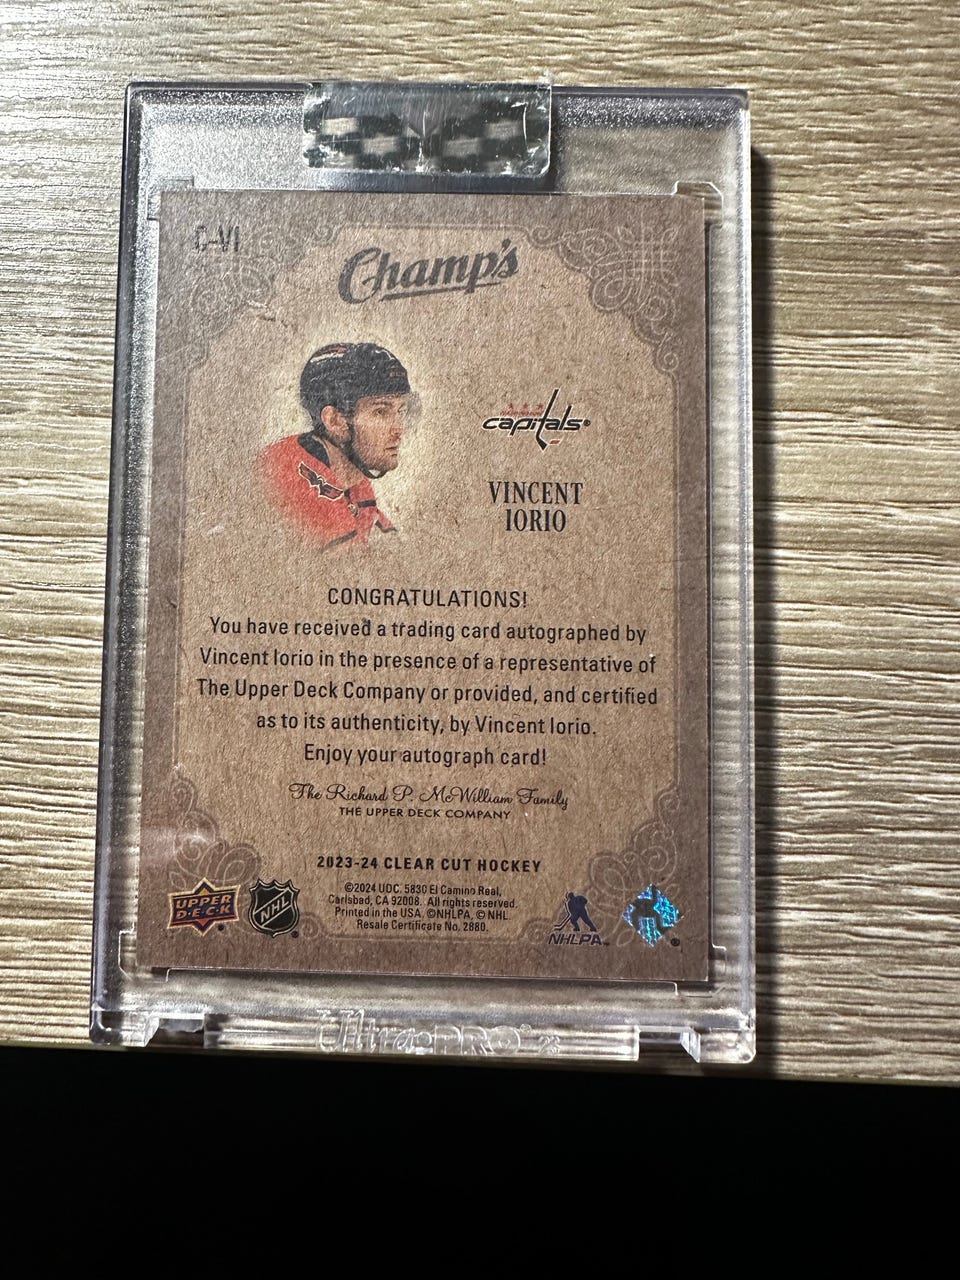 C-VI
Champ's
WASHINGTON
capitals®
VINCENT
IORIO
CONGRATULATIONS!
You have received a trading card autographed by
Vincent Iorio in the presence of a representative of
The Upper Deck Company or provided, and certified
as to its authenticity, by Vincent Iorio.
Enjoy your autograph card!
The Richard P. McWilliam Family
THE UPPER DECK COMPANY
2023-24 CLEAR CUT HOCKEY
UPPER
D·E·C·K
NHL
®
©2024 UDC. 5830 El Camino Real,
Carlsbad, CA 92008. All rights reserved.
Printed in the USA. ©NHLPA, © NHL
Resale Certificate No. 2880.
NHLPA™
®
Ultra·PRO®